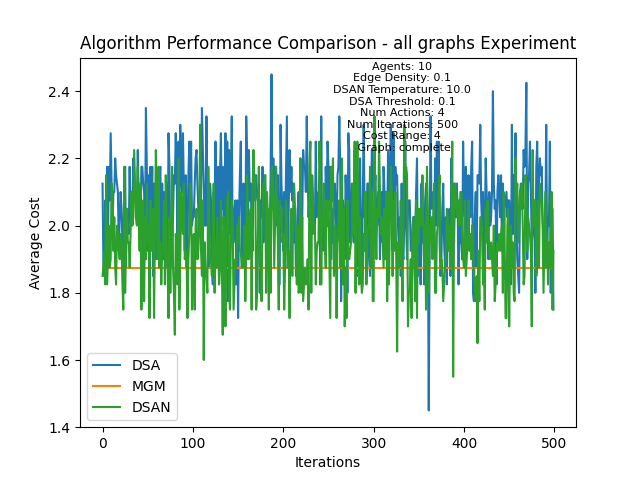 Algorithm Performance Comparison - all graphs Experiment
Agents: 10
Edge Density: 0.1
DSAN Temperature: 10.0
DSA Threshold: 0.1
Num Actions: 4
Num Iterations: 500
Cost Range: 4
Graph: complete
Average Cost
2.4
2.2
2.0
1.8
1.6
1.4
DSA
MGM
DSAN
0 100 200 300 400 500
Iterations